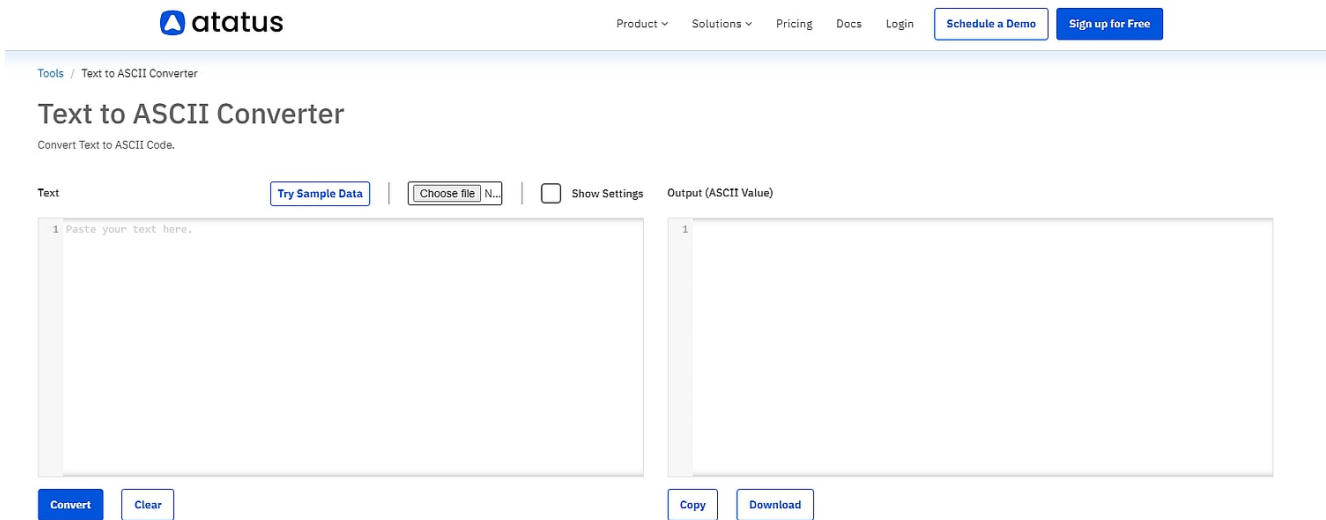 atatus Product Solutions Pricing Docs Login Schedule a Demo Sign up for Free
Tools / Text to ASCII Converter
Text to ASCII Converter
Convert Text to ASCII Code.
Text Try Sample Data Choose file N... Show Settings Output (ASCII Value)
1 Paste your text here. 1
Convert Clear Copy Download